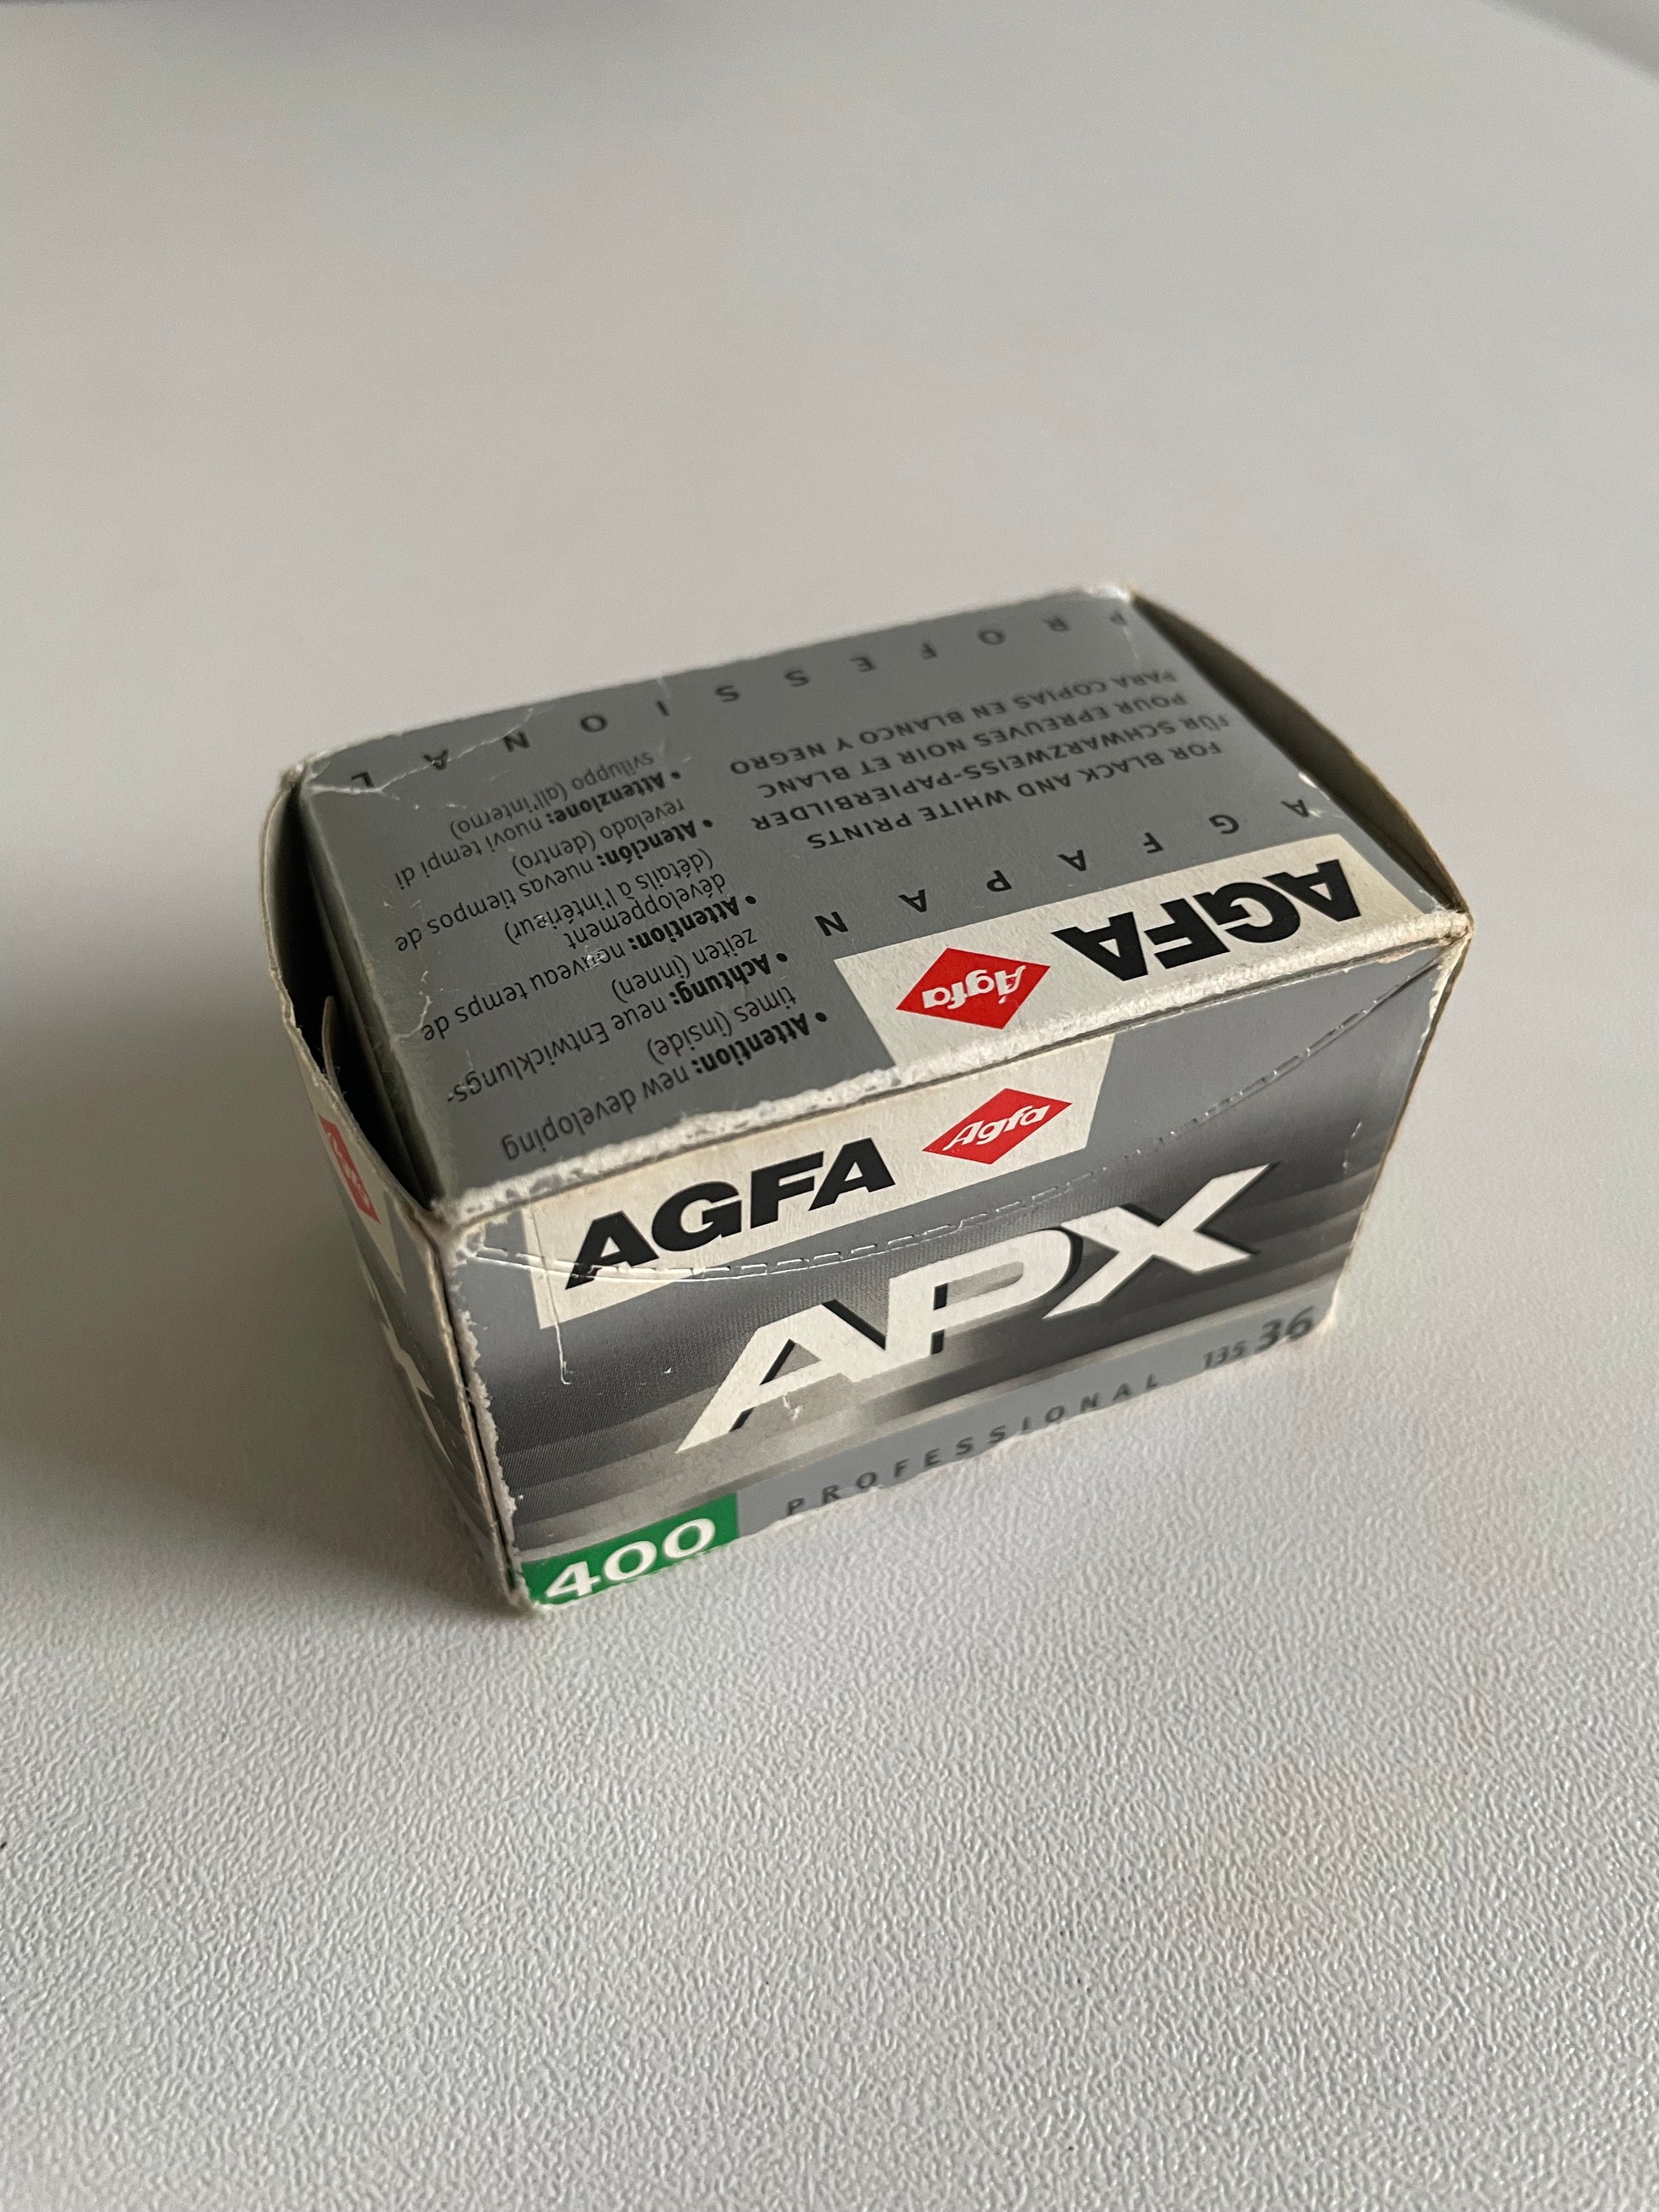 AGFA Agfa
APX
400 PROFESSIONAL 135 36
AGFA Agfa
AGFAPAN
FOR BLACK AND WHITE PRINTS
FÜR SCHWARZWEISS-PAPIERBILDER
POUR EPREUVES NOIR ET BLANC
PARA COPIAS EN BLANCO Y NEGRO
PROFESSIONAL
• Attention: new developing
times (inside)
• Achtung: neue Entwicklungs-
zeiten (innen)
• Attention: nouveau temps de
développement
(détails à l'intérieur)
• Atención: nuevas tiempos de
revelado (dentro)
• Attenzione: nuovi tempi di
sviluppo (all'interno)